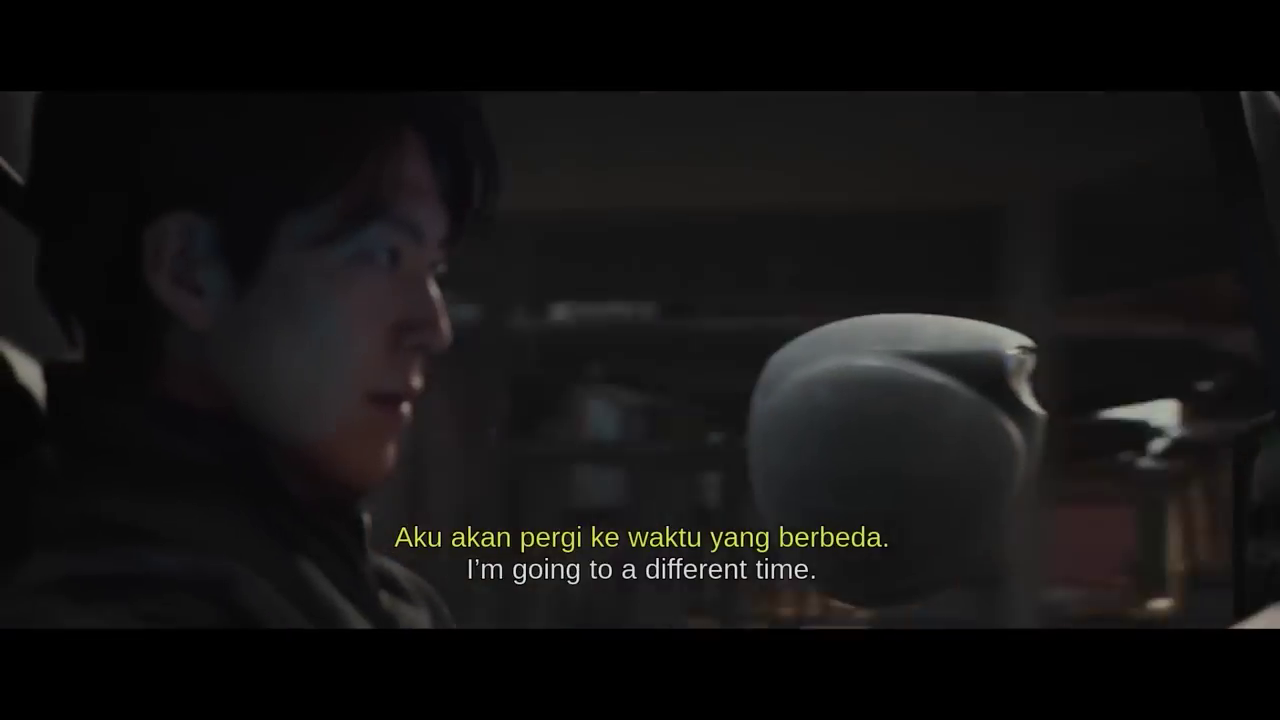 Aku akan pergi ke waktu yang berbeda.
I’m going to a different time.